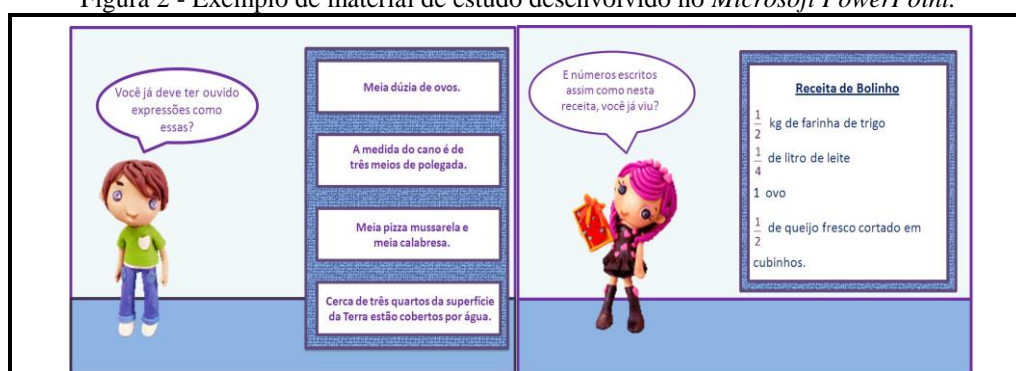 Figura 2 - Exemplo de material de estudo desenvolvido no Microsoft PowerPoint.
Você já deve ter ouvido
expressões como
essas?
Meia dúzia de ovos.
A medida do cano é de
três meios de polegada.
Meia pizza mussarela e
meia calabresa.
Cerca de três quartos da superfície
da Terra estão cobertos por água.
E números escritos
assim como nesta
receita, você já viu?
Receita de Bolinho
1/2 kg de farinha de trigo
1/4 de litro de leite
1 ovo
1/2 de queijo fresco cortado em
cubinhos.